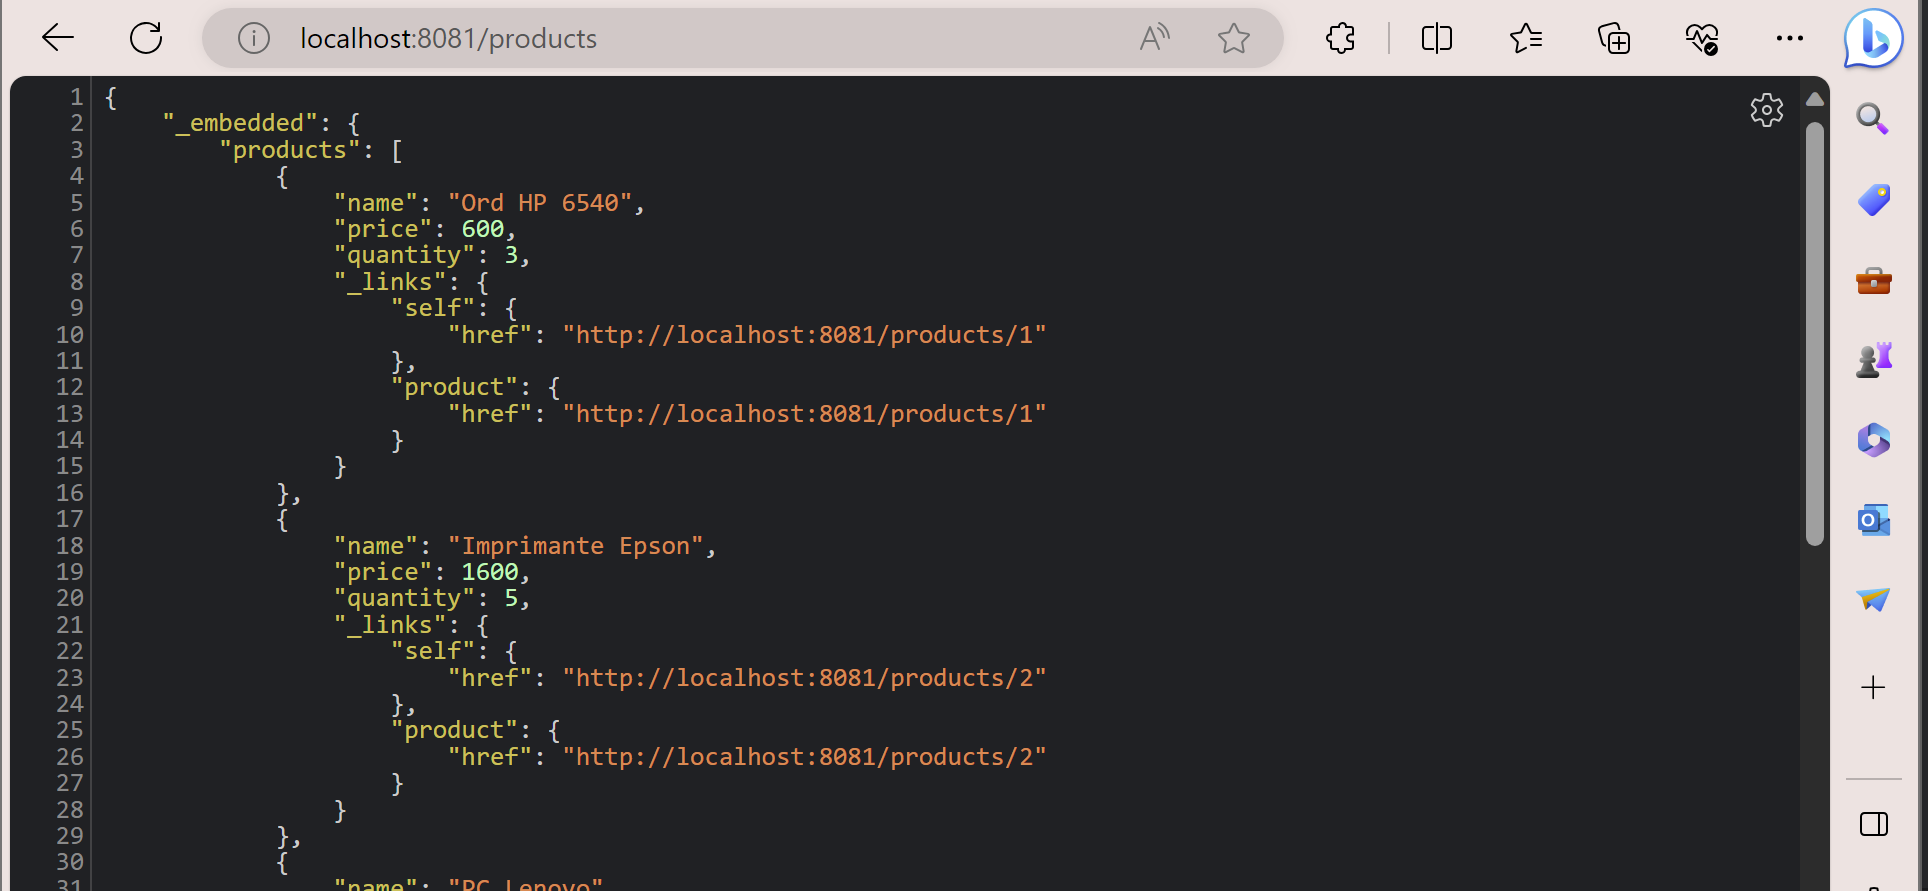 localhost:8081/products
1 {
2     "_embedded": {
3         "products": [
4             {
5                 "name": "Ord HP 6540",
6                 "price": 600,
7                 "quantity": 3,
8                 "_links": {
9                     "self": {
10                         "href": "http://localhost:8081/products/1"
11                     },
12                     "product": {
13                         "href": "http://localhost:8081/products/1"
14                     }
15                 }
16             },
17             {
18                 "name": "Imprimante Epson",
19                 "price": 1600,
20                 "quantity": 5,
21                 "_links": {
22                     "self": {
23                         "href": "http://localhost:8081/products/2"
24                     },
25                     "product": {
26                         "href": "http://localhost:8081/products/2"
27                     }
28                 }
29             },
30             {
31                 "name": "PC Lenovo"